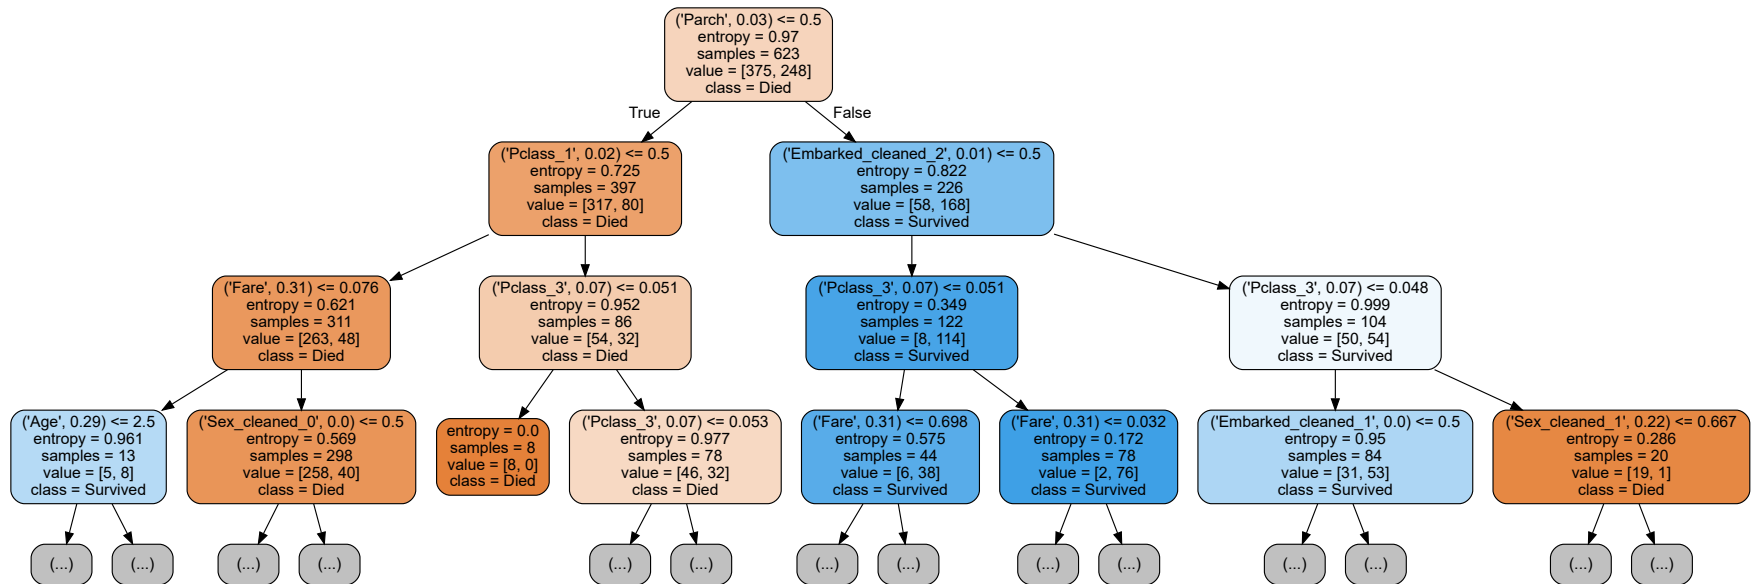 ('Parch', 0.03) <= 0.5
entropy = 0.97
samples = 623
value = [375, 248]
class = Died
True
False
('Pclass_1', 0.02) <= 0.5
entropy = 0.725
samples = 397
value = [317, 80]
class = Died
('Embarked_cleaned_2', 0.01) <= 0.5
entropy = 0.822
samples = 226
value = [58, 168]
class = Survived
('Fare', 0.31) <= 0.076
entropy = 0.621
samples = 311
value = [263, 48]
class = Died
('Pclass_3', 0.07) <= 0.051
entropy = 0.952
samples = 86
value = [54, 32]
class = Died
('Pclass_3', 0.07) <= 0.051
entropy = 0.349
samples = 122
value = [8, 114]
class = Survived
('Pclass_3', 0.07) <= 0.048
entropy = 0.999
samples = 104
value = [50, 54]
class = Survived
('Age', 0.29) <= 2.5
entropy = 0.961
samples = 13
value = [5, 8]
class = Survived
('Sex_cleaned_0', 0.0) <= 0.5
entropy = 0.569
samples = 298
value = [258, 40]
class = Died
entropy = 0.0
samples = 8
value = [8, 0]
class = Died
('Pclass_3', 0.07) <= 0.053
entropy = 0.977
samples = 78
value = [46, 32]
class = Died
('Fare', 0.31) <= 0.698
entropy = 0.575
samples = 44
value = [6, 38]
class = Survived
('Fare', 0.31) <= 0.032
entropy = 0.172
samples = 78
value = [2, 76]
class = Survived
('Embarked_cleaned_1', 0.0) <= 0.5
entropy = 0.95
samples = 84
value = [31, 53]
class = Survived
('Sex_cleaned_1', 0.22) <= 0.667
entropy = 0.286
samples = 20
value = [19, 1]
class = Died
(...)
(...)
(...)
(...)
(...)
(...)
(...)
(...)
(...)
(...)
(...)
(...)
(...)
(...)